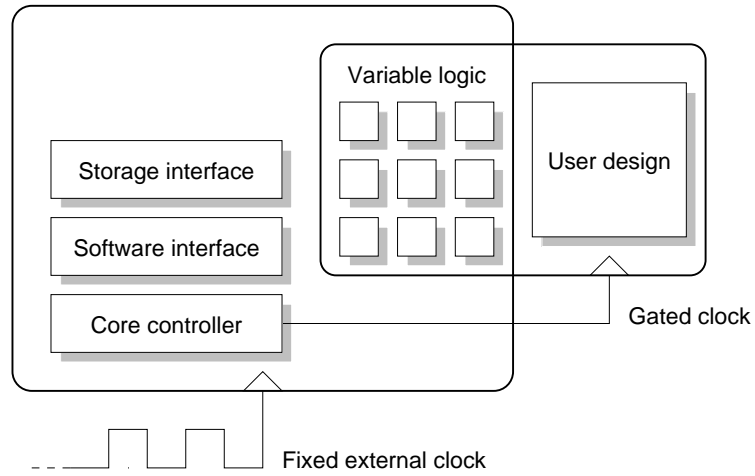 Variable logic
User design
Storage interface
Software interface
Core controller
Gated clock
Fixed external clock